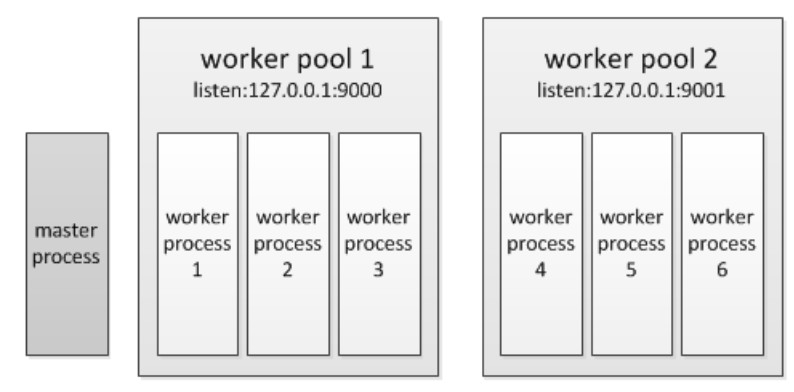 worker pool 1
listen:127.0.0.1:9000
worker pool 2
listen:127.0.0.1:9001
master
process
worker
process
1
worker
process
2
worker
process
3
worker
process
4
worker
process
5
worker
process
6